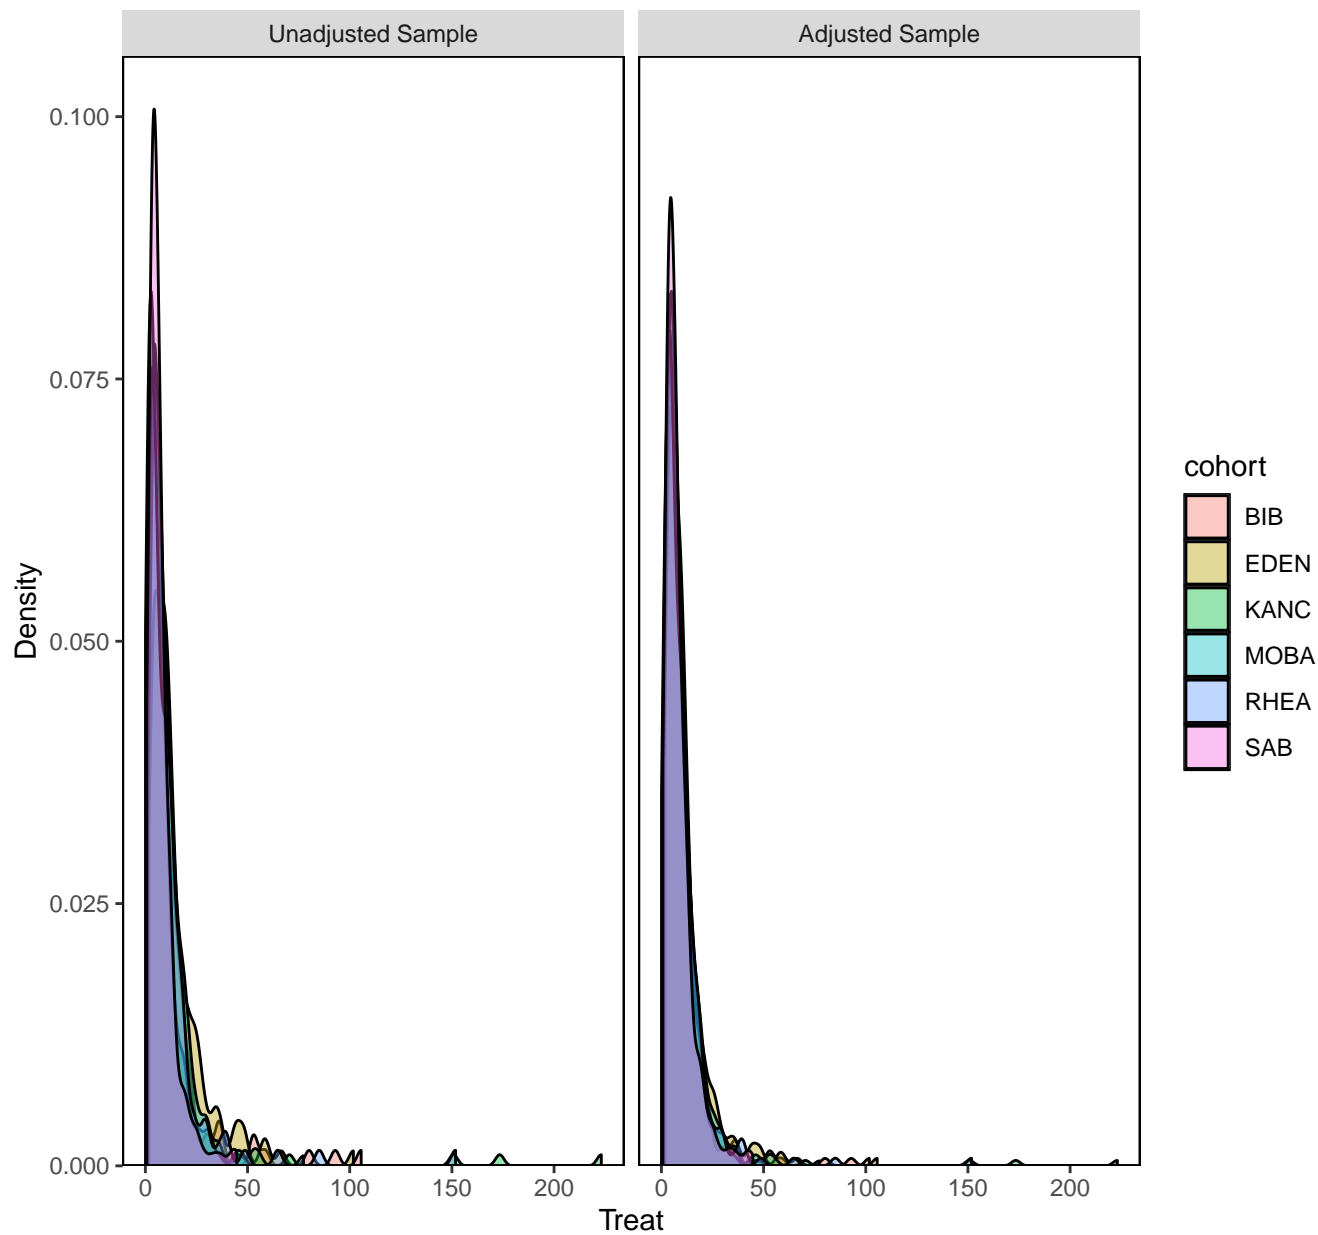 Unadjusted Sample
Adjusted Sample
0.100
0.075
0.050
0.025
0.000
Density
0 50 100 150 200
0 50 100 150 200
Treat
cohort
BIB
EDEN
KANC
MOBA
RHEA
SAB